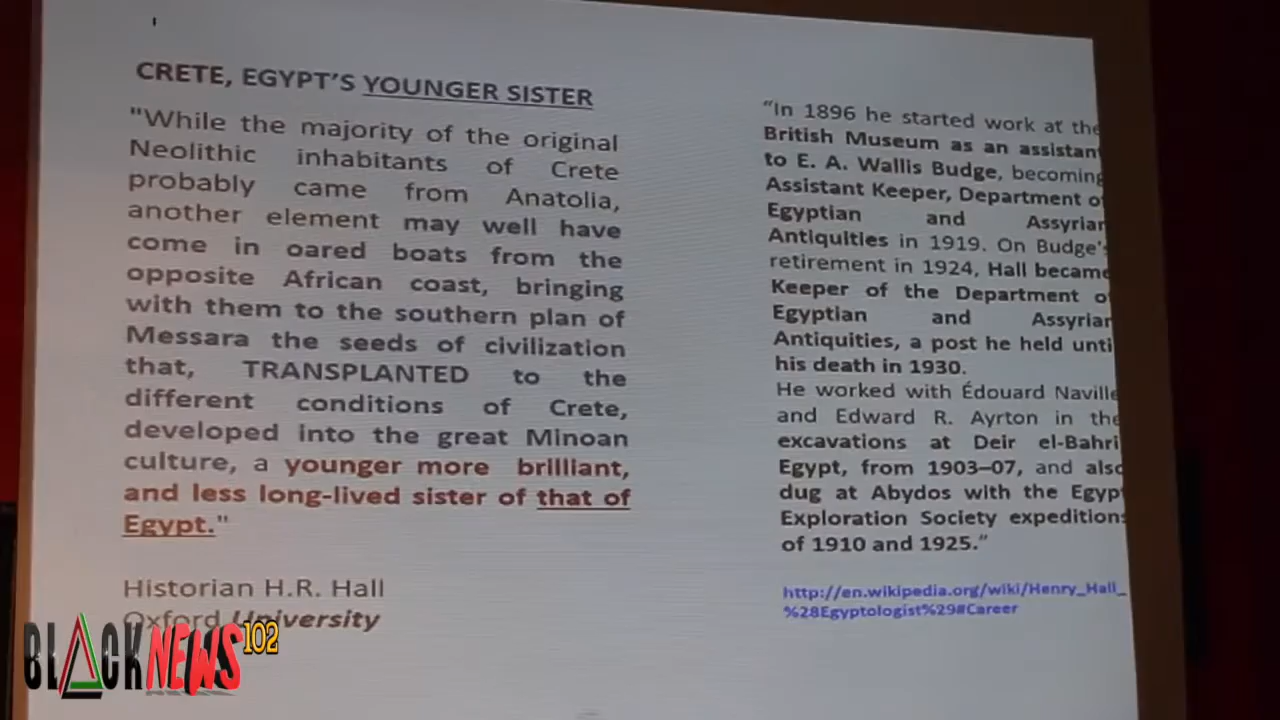 CRETE, EGYPT'S YOUNGER SISTER
"While the majority of the original
Neolithic inhabitants of Crete
probably came from Anatolia,
another element may well have
come in oared boats from the
opposite African coast, bringing
with them to the southern plan of
Messara the seeds of civilization
that, TRANSPLANTED to the
different conditions of Crete,
developed into the great Minoan
culture, a younger more brilliant,
and less long-lived sister of that of
Egypt."
Historian H.R. Hall
Oxford University
"In 1896 he started work at the
British Museum as an assistant
to E. A. Wallis Budge, becoming
Assistant Keeper, Department of
Egyptian and Assyrian
Antiquities in 1919. On Budge's
retirement in 1924, Hall became
Keeper of the Department o
Egyptian and Assyrian
Antiquities, a post he held unti
his death in 1930.
He worked with Édouard Naville
and Edward R. Ayrton in the
excavations at Deir el-Bahri
Egypt, from 1903–07, and also
dug at Abydos with the Egyp
Exploration Society expeditions
of 1910 and 1925."
http://en.wikipedia.org/wiki/Henry_Hall_
%28Egyptologist%29#Career
BLACK NEWS 102